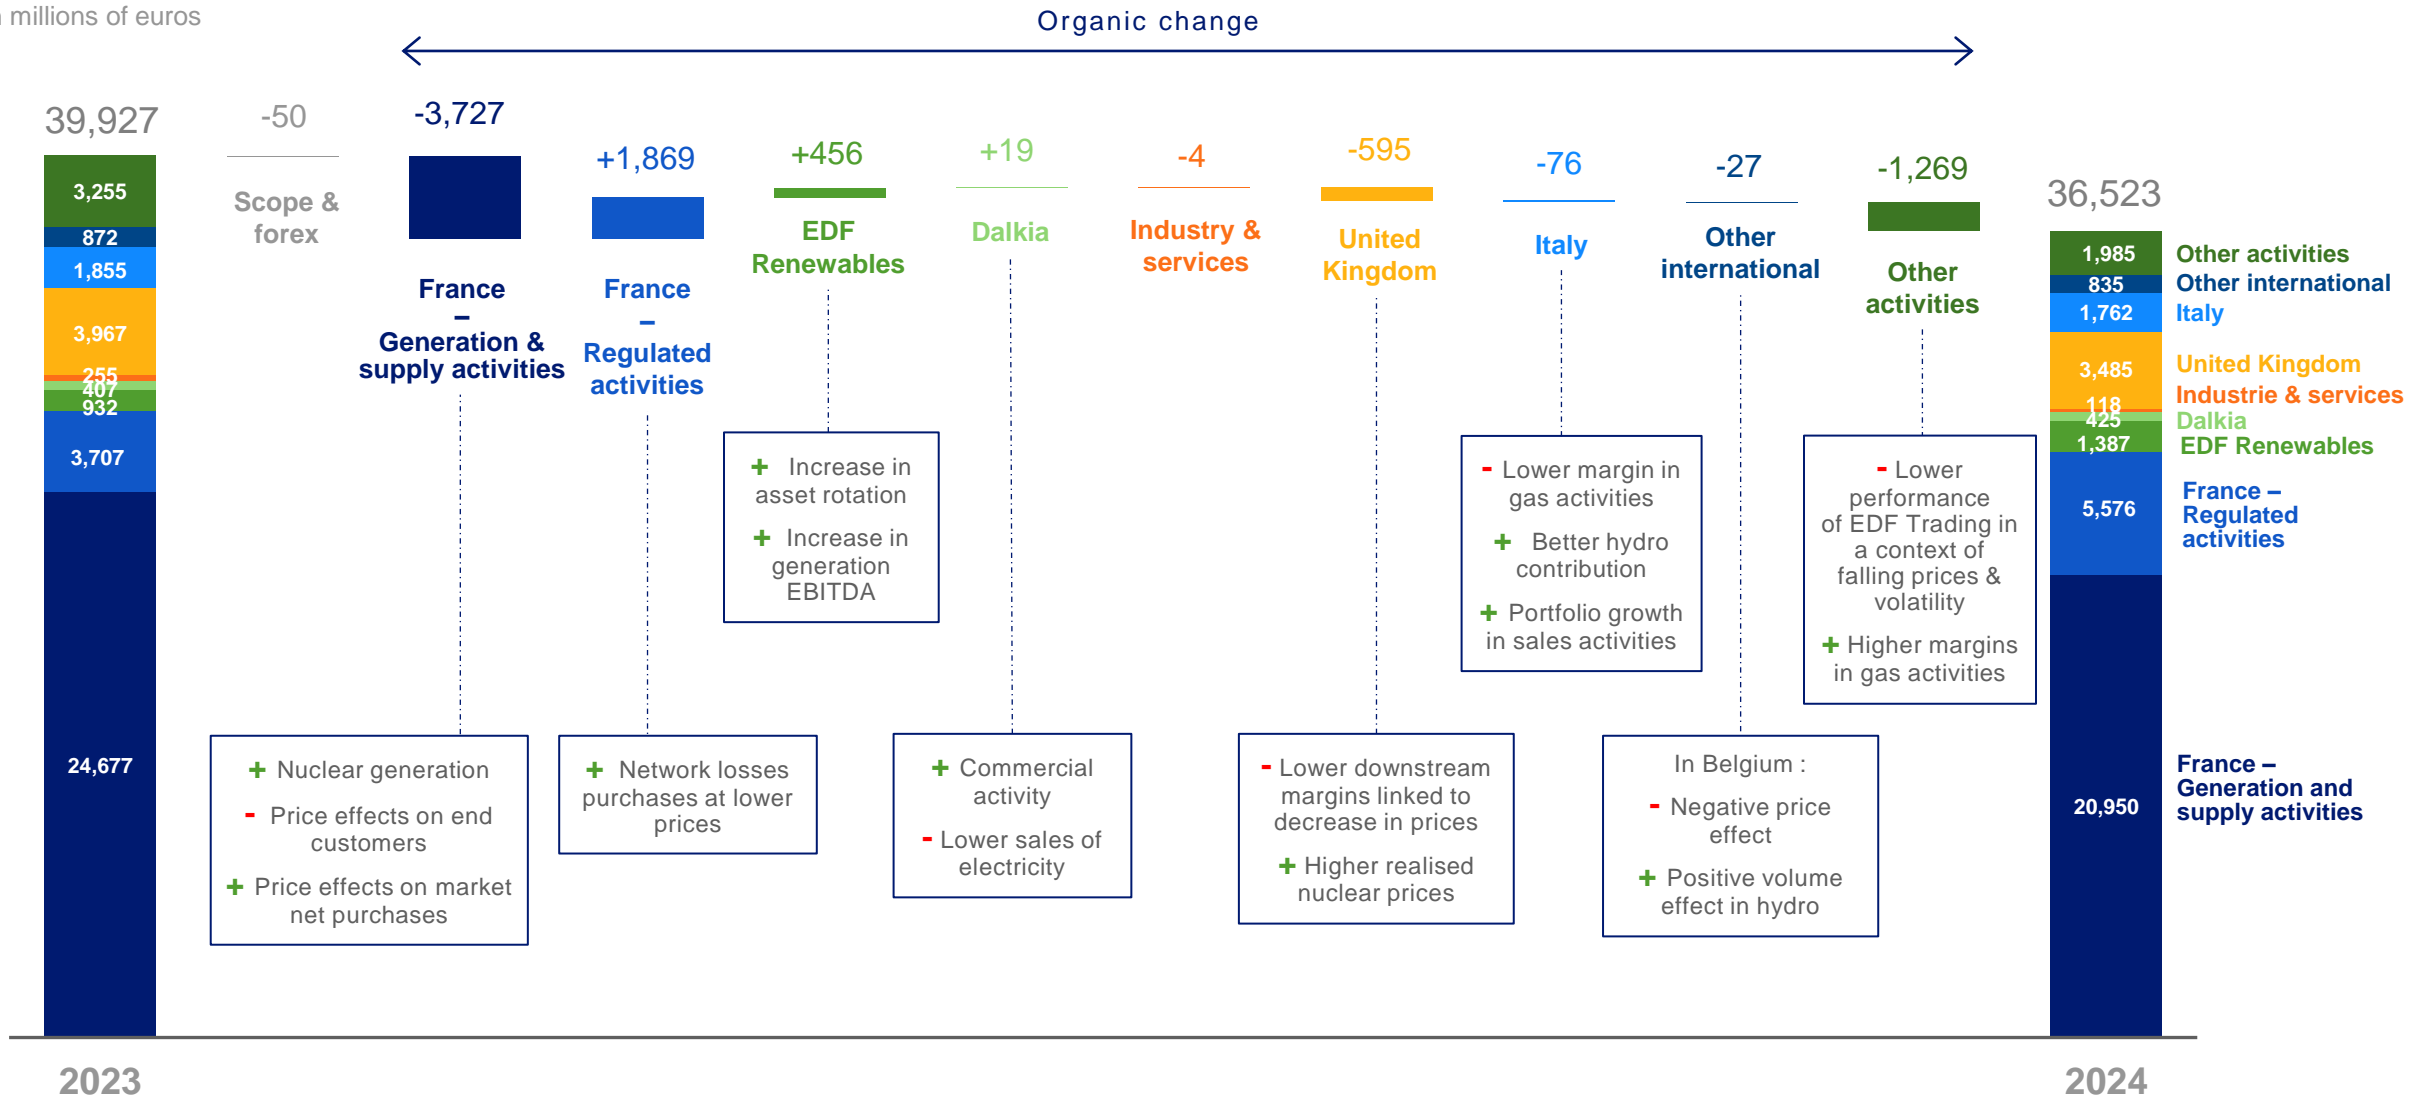 millions of euros
Organic change
39,927
-50
-3,727
+1,869
+456
+19
-4
-595
-76
-27
-1,269
36,523
3,255
872
1,855
3,967
255
407
932
3,707
24,677
Scope &
forex
France
–
Generation &
supply activities
France
–
Regulated
activities
EDF
Renewables
Dalkia
Industry &
services
United
Kingdom
Italy
Other
international
Other
activities
+ Increase in
asset rotation
+ Increase in
generation
EBITDA
- Lower margin in
gas activities
+ Better hydro
contribution
+ Portfolio growth
in sales activities
- Lower
performance
of EDF Trading in
a context of
falling prices &
volatility
+ Higher margins
in gas activities
+ Nuclear generation
- Price effects on end
customers
+ Price effects on market
net purchases
+ Network losses
purchases at lower
prices
+ Commercial
activity
- Lower sales of
electricity
- Lower downstream
margins linked to
decrease in prices
+ Higher realised
nuclear prices
In Belgium :
- Negative price
effect
+ Positive volume
effect in hydro
1,985
835
1,762
3,485
118
425
1,387
5,576
20,950
Other activities
Other international
Italy
United Kingdom
Industrie & services
Dalkia
EDF Renewables
France –
Regulated
activities
France –
Generation and
supply activities
2023
2024